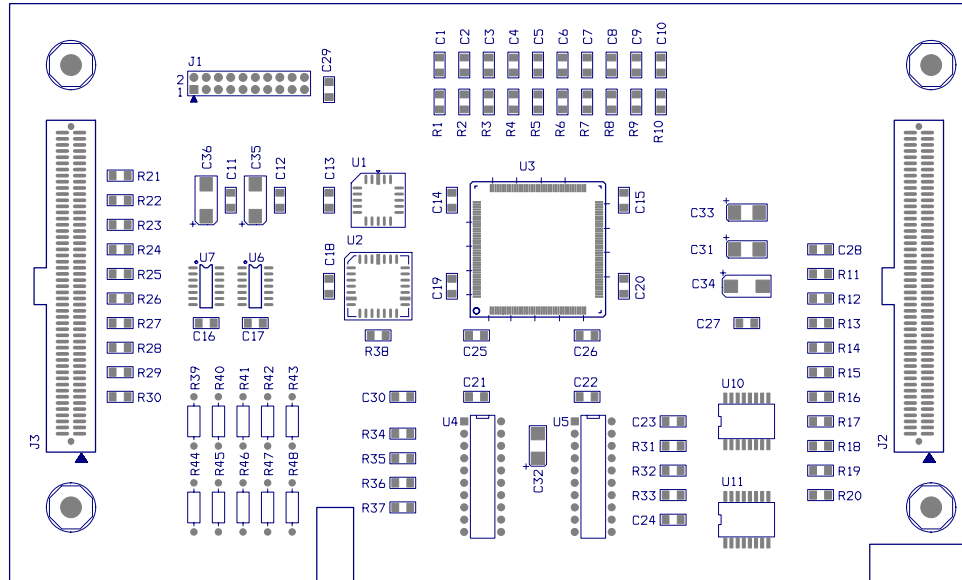 C1 C2 C3 C4 C5 C6 C7 C8 C9 C10
J1 C29
2
1
R1 R2 R3 R4 R5 R6 R7 R8 R9 R10
C36 C11 C35 C12 C13 U1 U3
R21
R22
R23
R24
R25
R26
R27
R28
R29
R30
+ +
C14 C15
U2
U7 U6 C18
C19 C20
C16 C17
R38 C25 C26
+
C33
+
C31
+
C34
C27
C28
R11
R12
R13
R14
R15
R16
R17
R18
R19
R20
R39 R40 R41 R42 R43
R44 R45 R46 R47 R48
C30
R34
R35
R36
R37
C21 C22
U4 U5
+
C32
C23
R31
R32
R33
C24
U10
U11
J3
J2